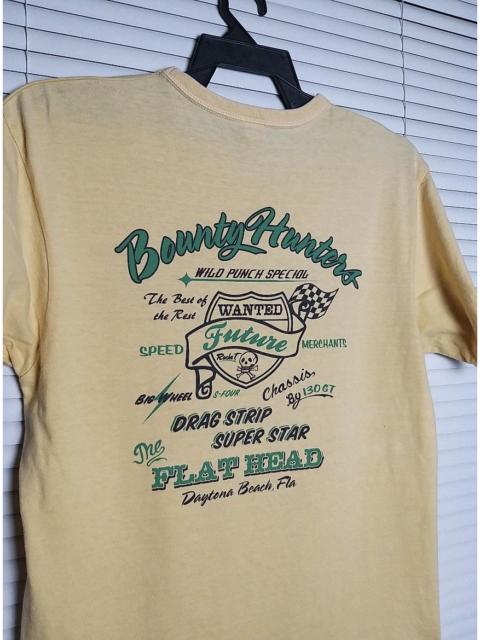 Bounty Hunters
WILD PUNCH SPECIAL
The Best of
the Rest
WANTED
Future
SPEED
MERCHANTS
BIG WHEEL
S-FOUR
Chassis
By 130GT
DRAG STRIP
SUPER STAR
The
FLAT HEAD
Daytona Beach, Fla